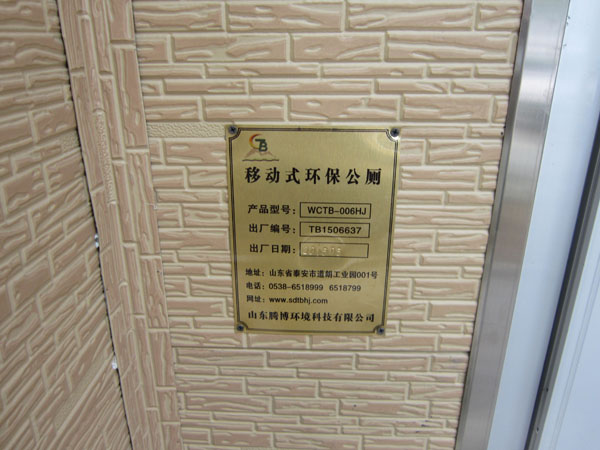 TB
移动式环保公厕
产品型号： WCTB-006HJ
出厂编号： TB1506637
出厂日期：
地址：山东省泰安市道朗工业园001号
电话：0538-6518999 6518799
网址：www.sdtbhj.com
山东腾博环境科技有限公司